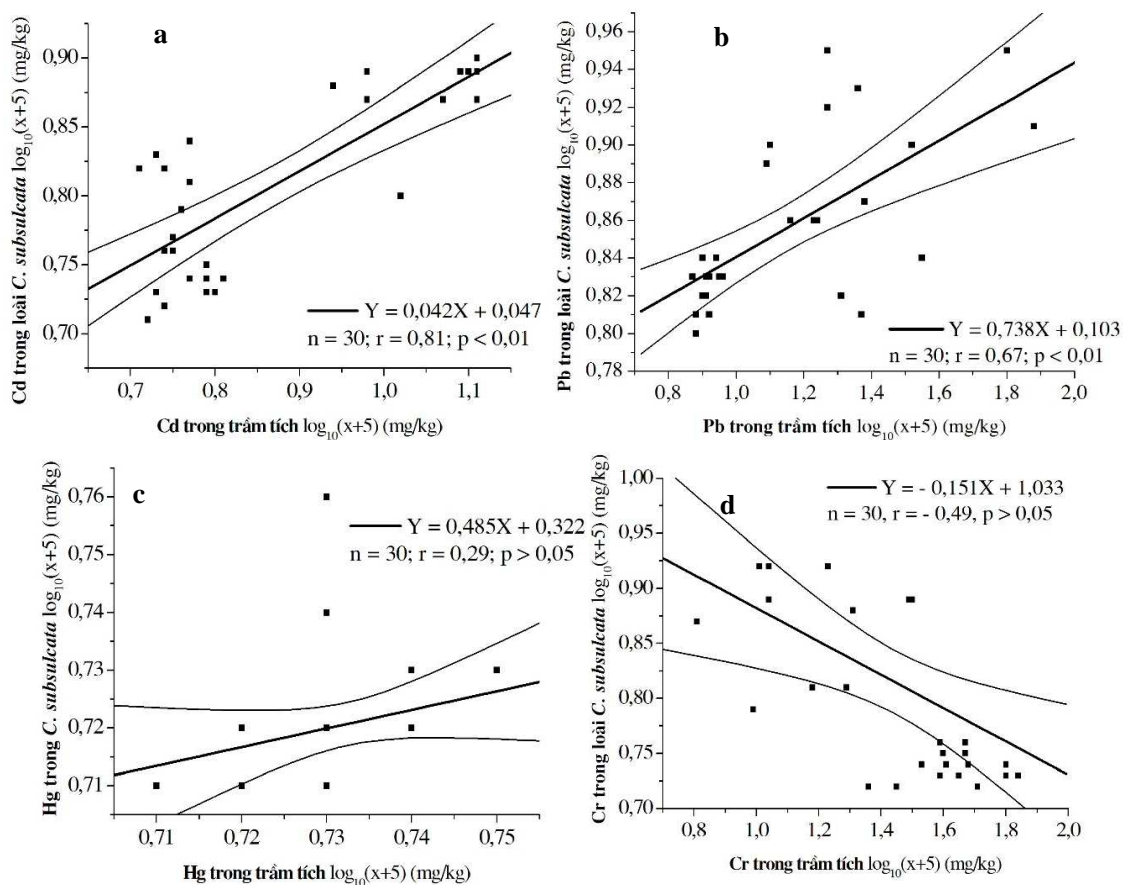 a
Cd trong loài C. subsulcata log10(x+5) (mg/kg)
0,90
0,85
0,80
0,75
0,70
Y = 0,042X + 0,047
n = 30; r = 0,81; p < 0,01
0,7 0,8 0,9 1,0 1,1
Cd trong trầm tích log10(x+5) (mg/kg)
b
Pb trong loài C. subsulcata log10(x+5) (mg/kg)
0,96
0,94
0,92
0,90
0,88
0,86
0,84
0,82
0,80
0,78
Y = 0,738X + 0,103
n = 30; r = 0,67; p < 0,01
0,8 1,0 1,2 1,4 1,6 1,8 2,0
Pb trong trầm tích log10(x+5) (mg/kg)
c
Hg trong C. subsulcata log10(x+5) (mg/kg)
0,76
0,75
0,74
0,73
0,72
0,71
Y = 0,485X + 0,322
n = 30; r = 0,29; p > 0,05
0,71 0,72 0,73 0,74 0,75
Hg trong trầm tích log10(x+5) (mg/kg)
d
Cr trong loài C. subsulcata log10(x+5) (mg/kg)
1,00
0,95
0,90
0,85
0,80
0,75
0,70
Y = - 0,151X + 1,033
n = 30, r = - 0,49, p > 0,05
0,8 1,0 1,2 1,4 1,6 1,8 2,0
Cr trong trầm tích log10(x+5) (mg/kg)